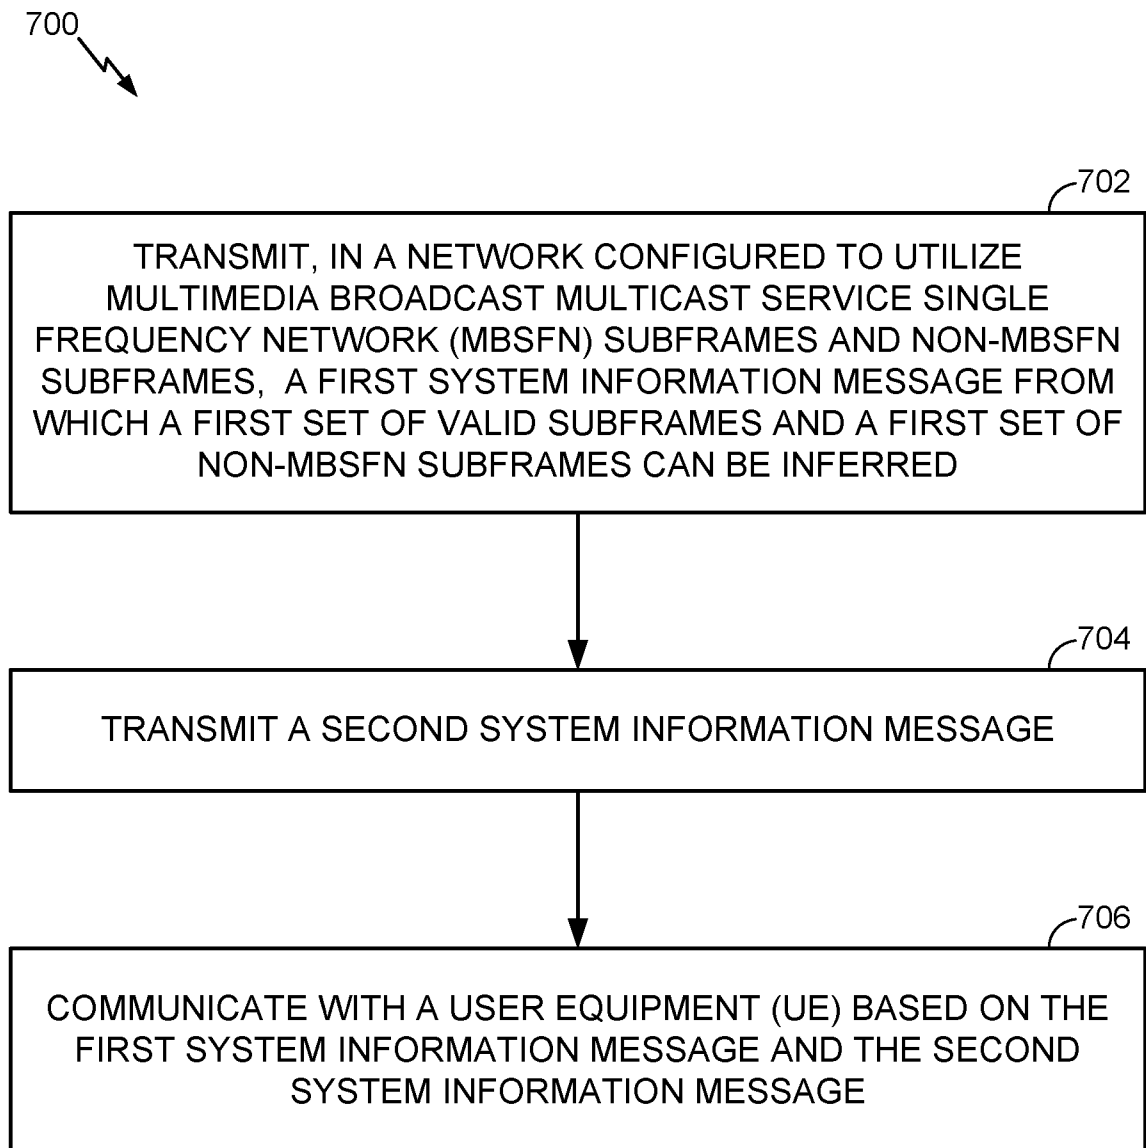 700
702
TRANSMIT, IN A NETWORK CONFIGURED TO UTILIZE
MULTIMEDIA BROADCAST MULTICAST SERVICE SINGLE
FREQUENCY NETWORK (MBSFN) SUBFRAMES AND NON-MBSFN
SUBFRAMES, A FIRST SYSTEM INFORMATION MESSAGE FROM
WHICH A FIRST SET OF VALID SUBFRAMES AND A FIRST SET OF
NON-MBSFN SUBFRAMES CAN BE INFERRED
704
TRANSMIT A SECOND SYSTEM INFORMATION MESSAGE
706
COMMUNICATE WITH A USER EQUIPMENT (UE) BASED ON THE
FIRST SYSTEM INFORMATION MESSAGE AND THE SECOND
SYSTEM INFORMATION MESSAGE